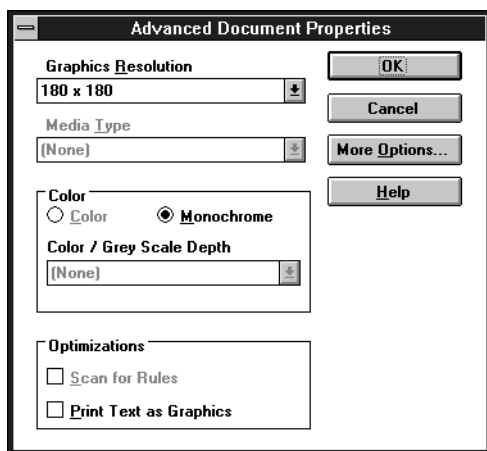 Advanced Document Properties
Graphics Resolution
180 x 180
Media Type
(None)
Color
Color
Monochrome
Color / Grey Scale Depth
(None)
Optimizations
Scan for Rules
Print Text as Graphics
OK
Cancel
More Options...
Help